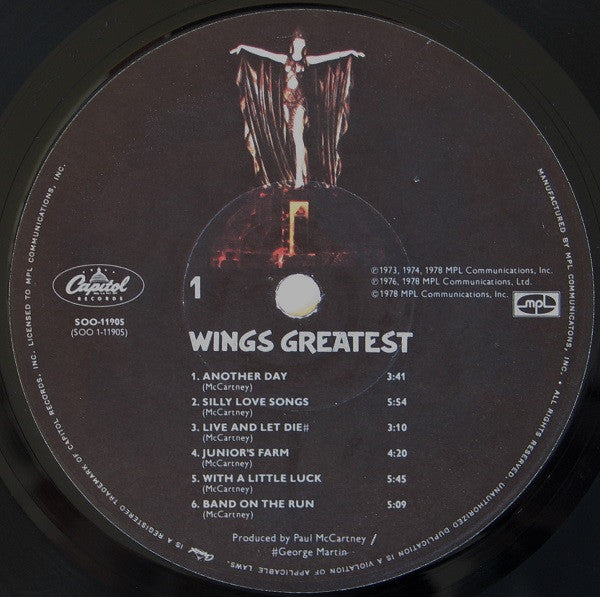 Capitol
RECORDS
SOO-11905
(SOO 1-11905)
1
℗1973, 1974, 1978 MPL Communications, Inc.
℗1976, 1978 MPL Communications, Ltd.
©1978 MPL Communications, Inc.
mpl
WINGS GREATEST
1. ANOTHER DAY 3:41
(McCartney)
2. SILLY LOVE SONGS 5:54
(McCartney)
3. LIVE AND LET DIE# 3:10
(McCartney)
4. JUNIOR'S FARM 4:20
(McCartney)
5. WITH A LITTLE LUCK 5:45
(McCartney)
6. BAND ON THE RUN 5:09
(McCartney)
Produced by Paul McCartney /
#George Martin
MANUFACTURED BY MPL COMMUNICATIONS, INC. • ALL RIGHTS RESERVED. UNAUTHORIZED DUPLICATION IS A VIOLATION OF APPLICABLE LAWS. Capitol IS A REGISTERED TRADEMARK OF CAPITOL RECORDS, INC. LICENSED TO MPL COMMUNICATIONS, INC.